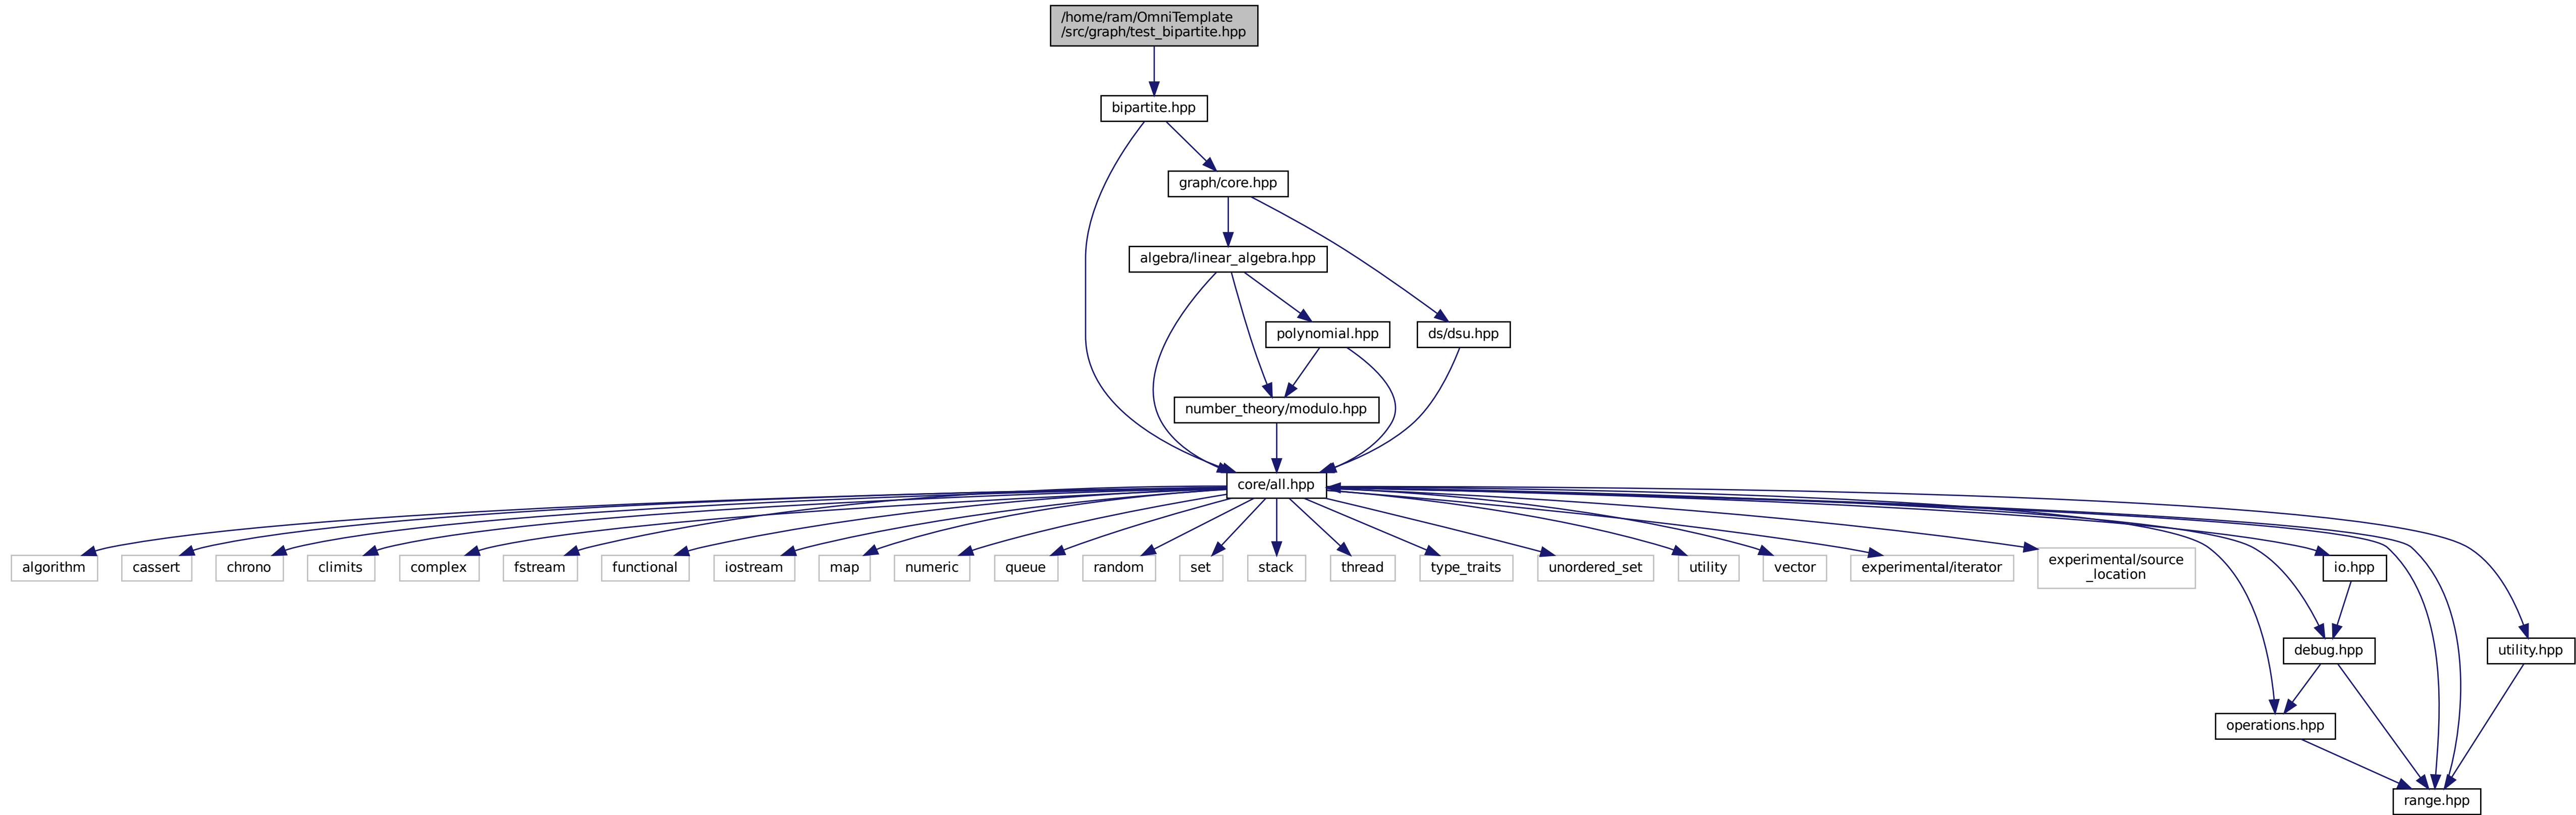 /home/ram/OmniTemplate
/src/graph/test_bipartite.hpp
bipartite.hpp
graph/core.hpp
algebra/linear_algebra.hpp
polynomial.hpp
ds/dsu.hpp
number_theory/modulo.hpp
core/all.hpp
algorithm
cassert
chrono
climits
complex
fstream
functional
iostream
map
numeric
queue
random
set
stack
thread
type_traits
unordered_set
utility
vector
experimental/iterator
experimental/source
_location
io.hpp
debug.hpp
utility.hpp
operations.hpp
range.hpp